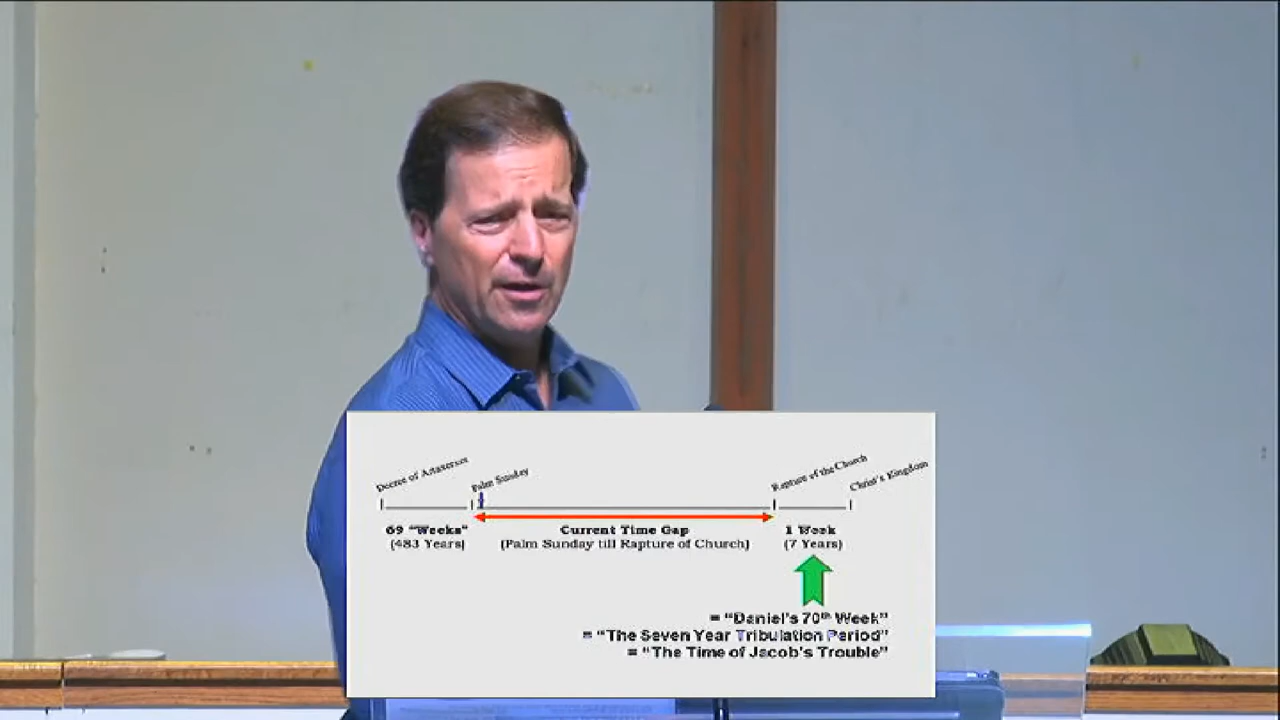 Decree of Artaxerxes
Palm Sunday
Rapture of the Church
Christ's Kingdom
69 "Weeks"
(483 Years)
Current Time Gap
(Palm Sunday till Rapture of Church)
1 Week
(7 Years)
= "Daniel's 70th Week"
= "The Seven Year Tribulation Period"
= "The Time of Jacob's Trouble"